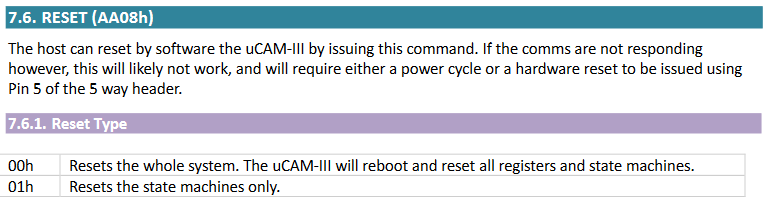 7.6. RESET (AA08h)
The host can reset by software the uCAM-III by issuing this command. If the comms are not responding
however, this will likely not work, and will require either a power cycle or a hardware reset to be issued using
Pin 5 of the 5 way header.
7.6.1. Reset Type
00h Resets the whole system. The uCAM-III will reboot and reset all registers and state machines.
01h Resets the state machines only.